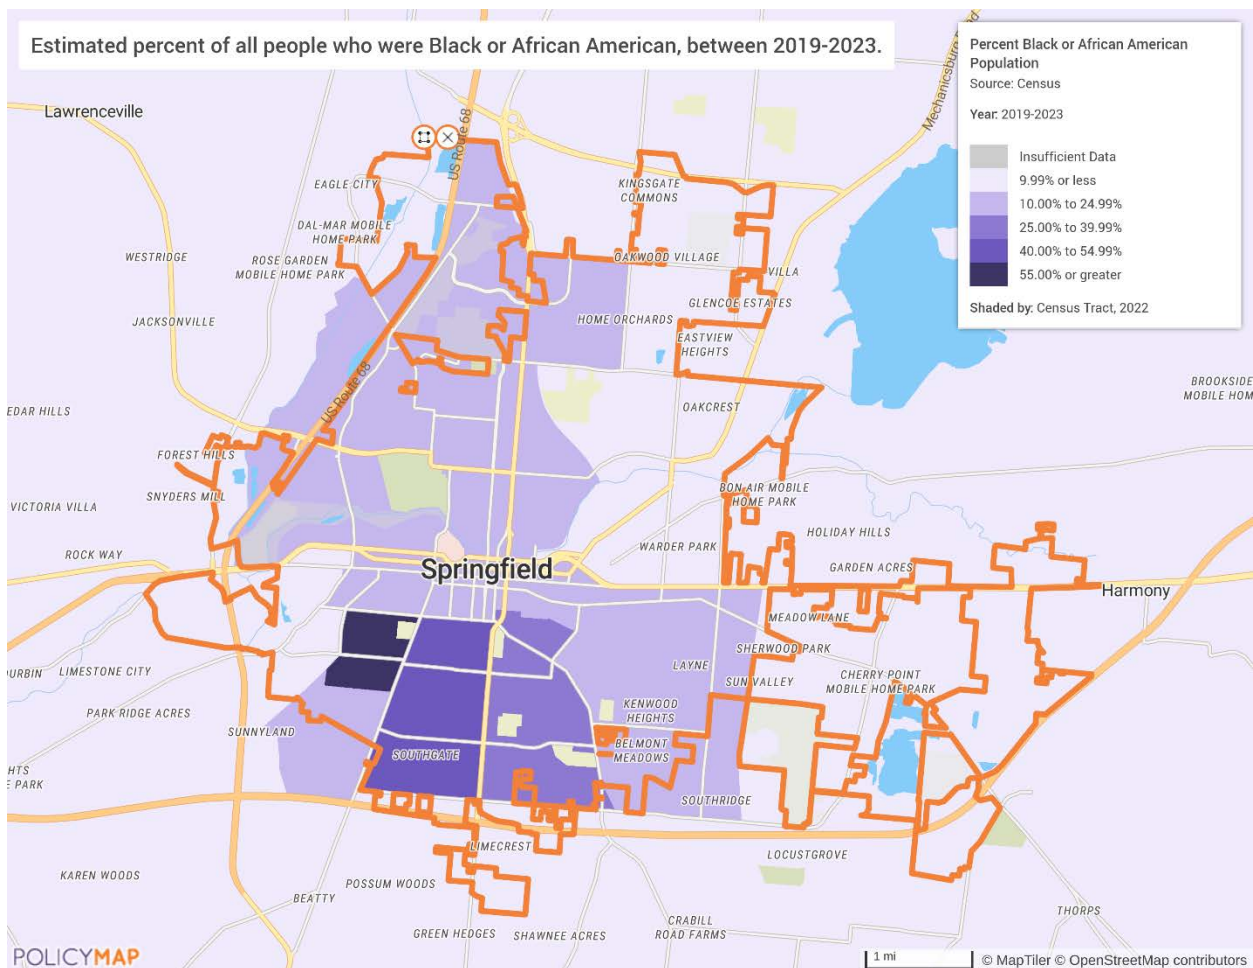 Estimated percent of all people who were Black or African American, between 2019-2023.
Percent Black or African American
Population
Source: Census
Year: 2019-2023
Insufficient Data
9.99% or less
10.00% to 24.99%
25.00% to 39.99%
40.00% to 54.99%
55.00% or greater
Shaded by: Census Tract, 2022
Lawrenceville
US Route 68
EAGLE CITY
KINGSGATE
COMMONS
DAL-MAR MOBILE
HOME PARK
WESTRIDGE
ROSE GARDEN
MOBILE HOME PARK
OAKWOOD VILLAGE
VILLA
GLENCOE ESTATES
JACKSONVILLE
HOME ORCHARDS
EASTVIEW
HEIGHTS
US Route 68
BROOKSIDE
MOBILE HOM
EDAR HILLS
OAKCREST
FOREST HILLS
SNYDERS MILL
BON AIR MOBILE
HOME PARK
VICTORIA VILLA
HOLIDAY HILLS
ROCK WAY
WARDER PARK
Springfield
GARDEN ACRES
Harmony
MEADOW LANE
SHERWOOD PARK
URBIN
LIMESTONE CITY
LAYNE
SUN VALLEY
CHERRY POINT
MOBILE HOME PARK
PARK RIDGE ACRES
KENWOOD
HEIGHTS
SUNNYLAND
SOUTHGATE
BELMONT
MEADOWS
HTS
E PARK
SOUTHRIDGE
LIMECREST
LOCUSTGROVE
KAREN WOODS
POSSUM WOODS
BEATTY
THORPS
CRABILL
ROAD FARMS
GREEN HEDGES
SHAWNEE ACRES
POLICYMAP
1 mi
© MapTiler © OpenStreetMap contributors